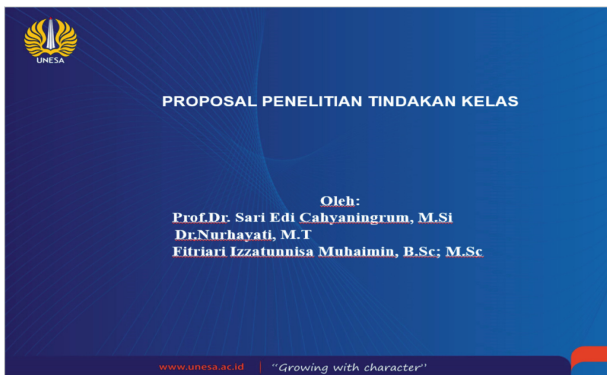 UNESA
PROPOSAL PENELITIAN TINDAKAN KELAS
Oleh:
Prof.Dr. Sari Edi Cahyaningrum, M.Si
Dr,Nurhayati, M.T
Fitriari Izzatunnisa Muhaimin, B.Sc; M.Sc
www.unesa.ac.id | "Growing with character"